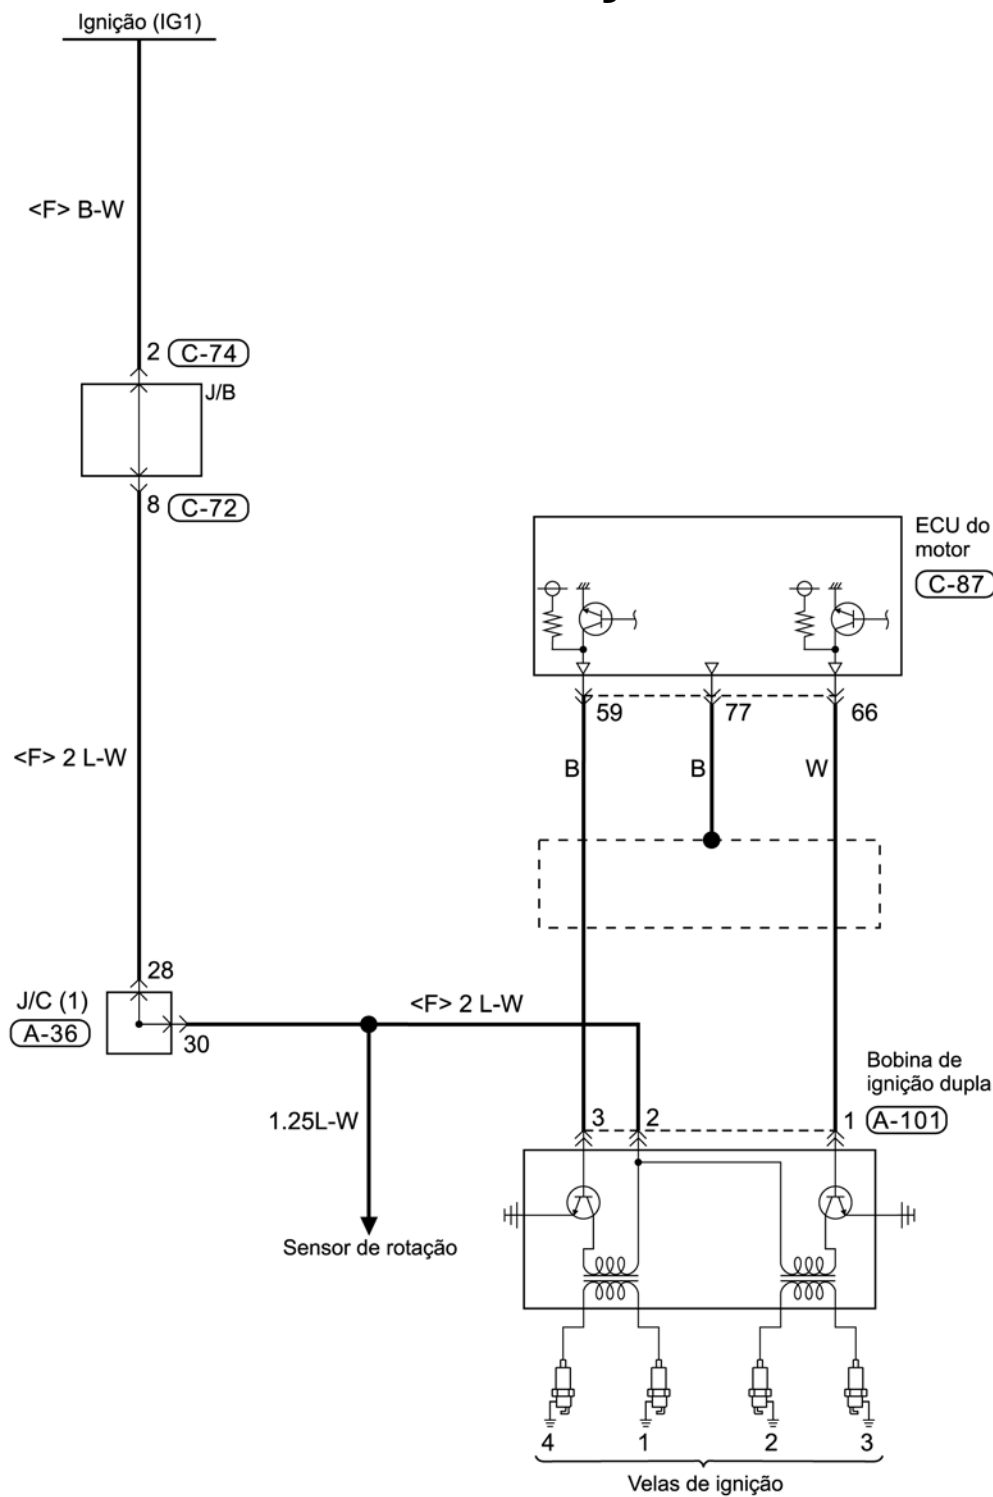 Ignição (IG1)
<F> B-W
2 C-74
J/B
8 C-72
ECU do
motor
C-87
59 77 66
B B W
<F> 2 L-W
28
J/C (1)
A-36
30
<F> 2 L-W
1.25L-W
Sensor de rotação
Bobina de
ignição dupla
3 2 1 A-101
4 1 2 3
Velas de ignição